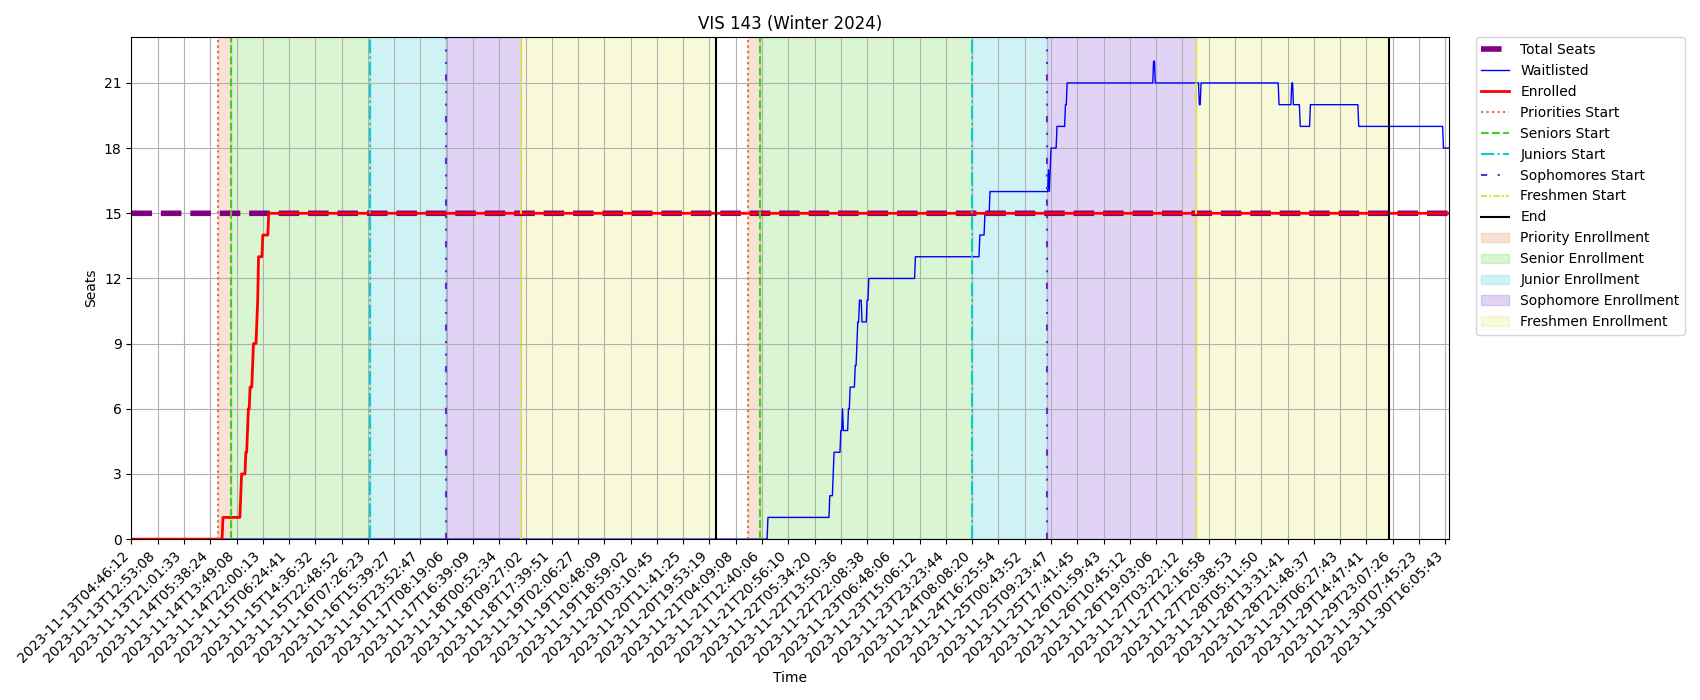 VIS 143 (Winter 2024)
Total Seats
Waitlisted
Enrolled
Priorities Start
Seniors Start
Juniors Start
Sophomores Start
Freshmen Start
End
Priority Enrollment
Senior Enrollment
Junior Enrollment
Sophomore Enrollment
Freshmen Enrollment
Seats
21
18
15
12
9
6
3
0
2023-11-13T04:46:12
2023-11-13T12:53:08
2023-11-13T21:01:33
2023-11-14T05:38:24
2023-11-14T13:49:08
2023-11-14T22:00:13
2023-11-15T06:24:41
2023-11-15T14:36:32
2023-11-15T22:48:52
2023-11-16T07:26:23
2023-11-16T15:39:27
2023-11-16T23:52:47
2023-11-17T08:19:06
2023-11-17T16:39:09
2023-11-18T00:52:34
2023-11-18T09:27:02
2023-11-18T17:39:51
2023-11-19T02:06:27
2023-11-19T10:48:09
2023-11-19T18:59:02
2023-11-20T03:10:45
2023-11-20T11:41:25
2023-11-20T19:53:19
2023-11-21T04:09:08
2023-11-21T12:40:06
2023-11-21T20:56:10
2023-11-22T05:34:20
2023-11-22T13:50:36
2023-11-22T22:08:38
2023-11-23T06:48:06
2023-11-23T15:06:12
2023-11-23T23:23:44
2023-11-24T08:08:20
2023-11-24T16:25:54
2023-11-25T00:43:52
2023-11-25T09:23:47
2023-11-25T17:41:45
2023-11-26T01:59:43
2023-11-26T10:45:12
2023-11-26T19:03:06
2023-11-27T03:22:12
2023-11-27T12:16:58
2023-11-27T20:38:53
2023-11-28T05:11:50
2023-11-28T13:31:41
2023-11-28T21:48:37
2023-11-29T06:27:43
2023-11-29T14:47:41
2023-11-29T23:07:26
2023-11-30T07:45:23
2023-11-30T16:05:43
Time